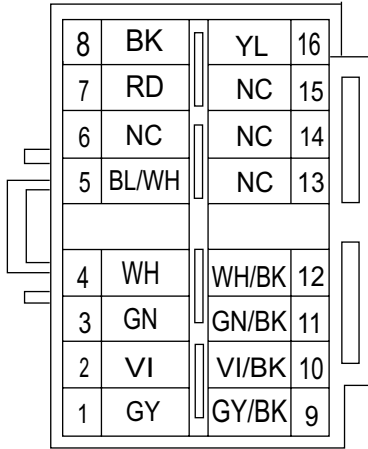 8 BK YL 16
7 RD NC 15
6 NC NC 14
5 BL/WH NC 13
4 WH WH/BK 12
3 GN GN/BK 11
2 VI VI/BK 10
1 GY GY/BK 9